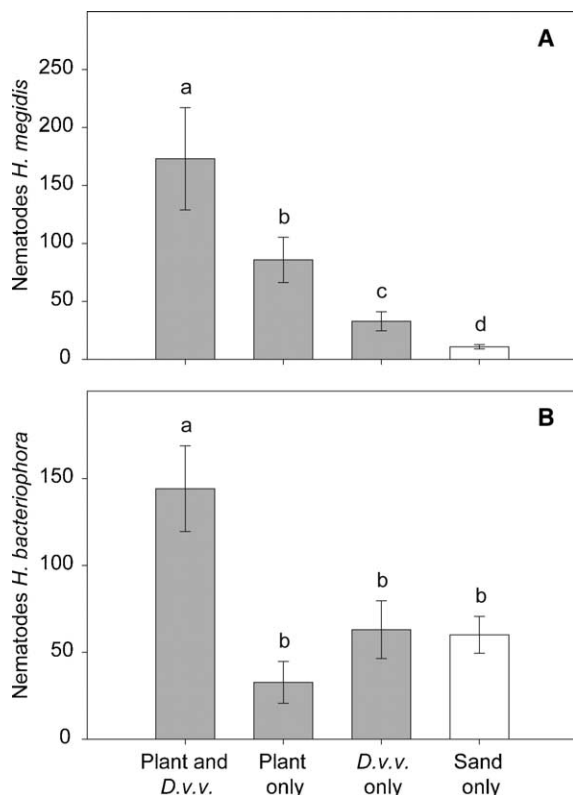 A
Nematodes H. megidis
250
200
150
100
50
0
a
b
c
d
B
Nematodes H. bacteriophora
150
100
50
0
a
b
b
b
Plant and
D.v.v.
Plant
only
D.v.v.
only
Sand
only